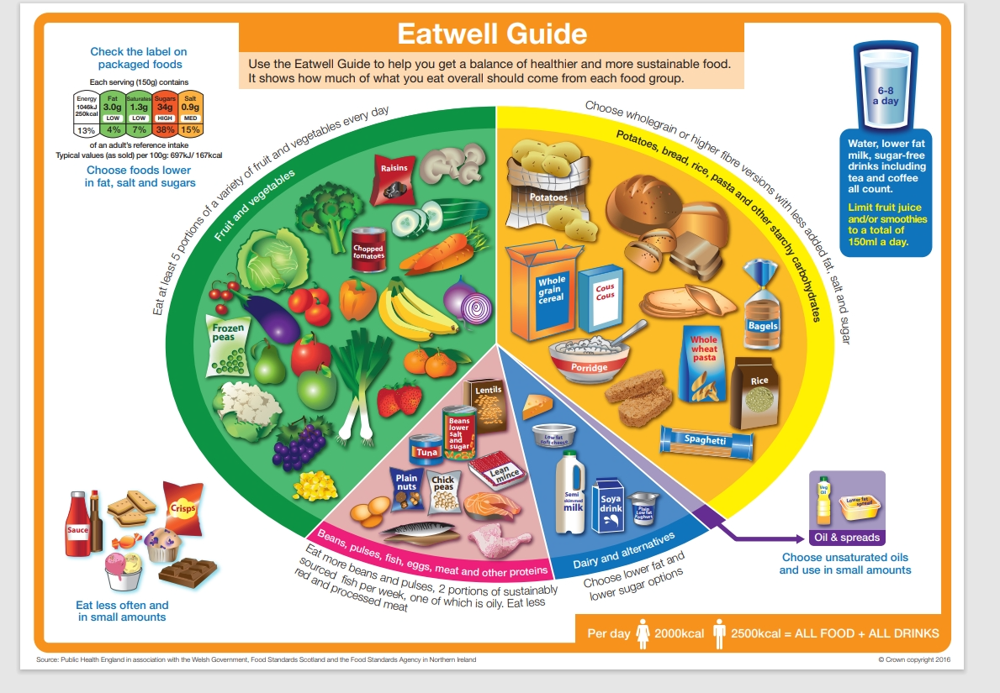 Eatwell Guide
Use the Eatwell Guide to help you get a balance of healthier and more sustainable food.
It shows how much of what you eat overall should come from each food group.
Check the label on
packaged foods
Each serving (150g) contains
Energy
1046kJ
250kcal
13%
Fat
3.0g
LOW
4%
Saturates
1.3g
LOW
7%
Sugars
34g
HIGH
38%
Salt
0.9g
MED
15%
of an adult's reference intake
Typical values (as sold) per 100g: 697kJ/ 167kcal
Choose foods lower
in fat, salt and sugars
6-8
a day
Water, lower fat
milk, sugar-free
drinks including
tea and coffee
all count.
Limit fruit juice
and/or smoothies
to a total of
150ml a day.
Eat at least 5 portions of a variety of fruit and vegetables every day
Fruit and vegetables
Raisins
Chopped
tomatoes
Frozen
peas
Choose wholegrain or higher fibre versions with less added fat, salt and sugar
Potatoes, bread, rice, pasta and other starchy carbohydrates
Potatoes
Whole
grain
cereal
Cous
Cous
Bagels
Whole
wheat
pasta
Porridge
Rice
Spaghetti
Lentils
Beans
lower
salt
and
sugar
Tuna
Lean
mince
Plain
nuts
Chick
peas
Beans, pulses, fish, eggs, meat and other proteins
Eat more beans and pulses, 2 portions of sustainably
sourced fish per week, one of which is oily. Eat less
red and processed meat
Low fat
soft cheese
Semi
skimmed
milk
Soya
drink
Plain
Low fat
Yoghurt
Dairy and alternatives
Choose lower fat and
lower sugar options
Veg
Oil
Lower fat
spread
Oil & spreads
Choose unsaturated oils
and use in small amounts
Sauce
Crisps
Eat less often and
in small amounts
Per day 2000kcal 2500kcal = ALL FOOD + ALL DRINKS
Source: Public Health England in association with the Welsh Government, Food Standards Scotland and the Food Standards Agency in Northern Ireland
© Crown copyright 2016